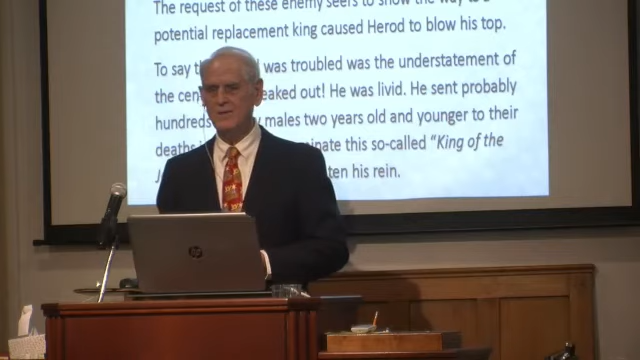 The request of these enemy seers to show the way to a
potential replacement king caused Herod to blow his top.
To say was troubled was the understatement of
the He was livid. He sent probably
hundreds males two years old and younger to their
deaths this so-called "King of the
his rein.
hp